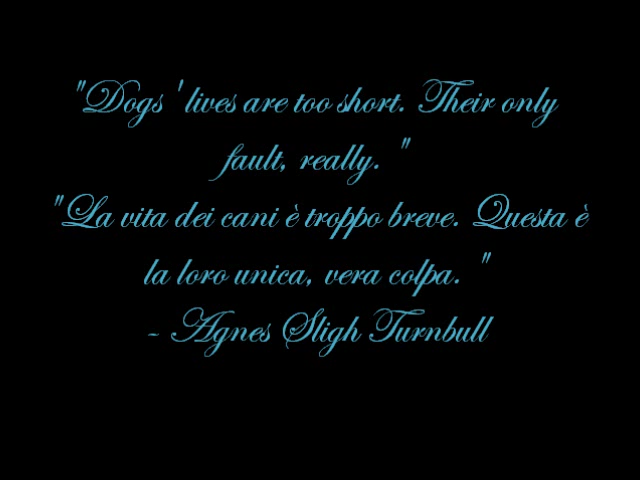 "Dogs ' lives are too short. Their only
fault, really. "
"La vita dei cani è troppo breve. Questa è
la loro unica, vera colpa. "
- Agnes Sligh Turnbull